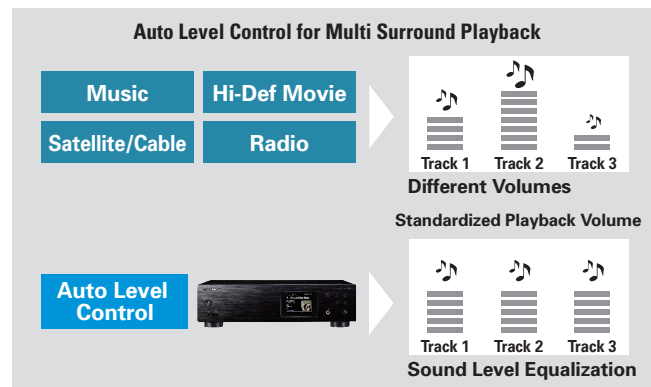 Auto Level Control for Multi Surround Playback
Music
Hi-Def Movie
Satellite/Cable
Radio
Track 1
Track 2
Track 3
Different Volumes
Standardized Playback Volume
Auto Level
Control
Track 1
Track 2
Track 3
Sound Level Equalization